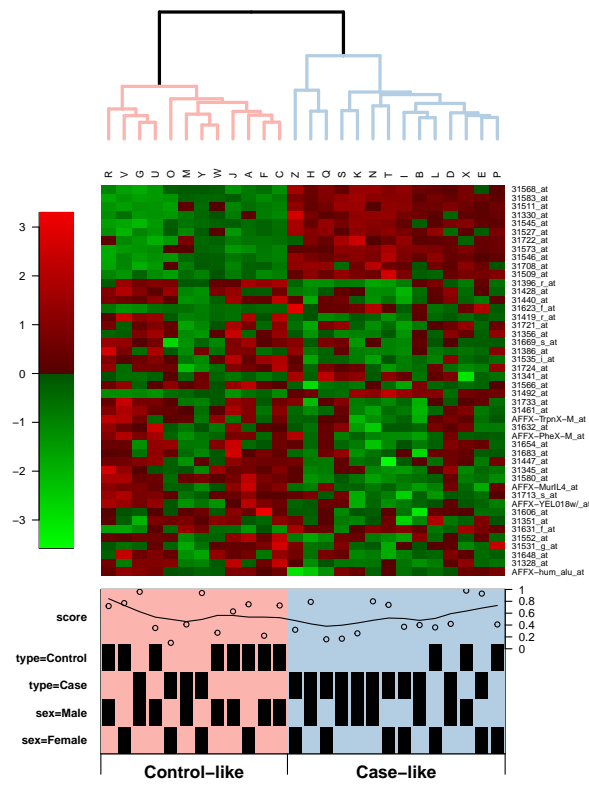 R V G U O M Y W J A F C Z H Q S K N T I B L D X E P
31568_at
31583_at
31511_at
31330_at
31545_at
31527_at
31722_at
31573_at
31546_at
31708_at
31509_at
31396_r_at
31428_at
31440_at
31623_f_at
31419_r_at
31721_at
31356_at
31669_s_at
31386_at
31535_i_at
31724_at
31341_at
31566_at
31492_at
31733_at
31461_at
AFFX−TrpnX−M_at
31632_at
AFFX−PheX−M_at
31654_at
31683_at
31447_at
31345_at
31580_at
AFFX−MurIL4_at
31713_s_at
AFFX−YEL018w/_at
31606_at
31351_at
31631_f_at
31552_at
31531_g_at
31648_at
31328_at
AFFX−hum_alu_at
3
2
1
0
−1
−2
−3
score
1
0.8
0.6
0.4
0.2
0
type=Control
type=Case
sex=Male
sex=Female
Control−like
Case−like